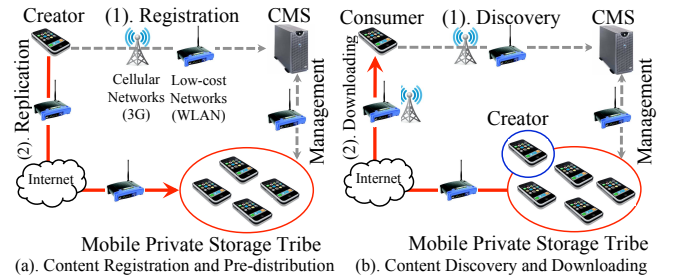 Creator
(1). Registration
CMS
Cellular
Networks
(3G)
Low-cost
Networks
(WLAN)
(2). Replication
Management
Internet
Mobile Private Storage Tribe
(a). Content Registration and Pre-distribution
Consumer
(1). Discovery
CMS
(2). Downloading
Management
Creator
Internet
Mobile Private Storage Tribe
(b). Content Discovery and Downloading